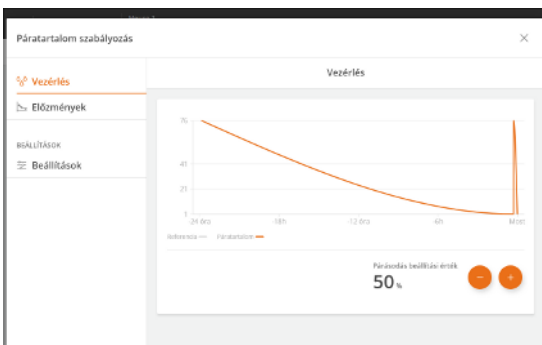 Páratartalom szabályozás
Vezérlés
Előzmények
BEÁLLÍTÁSOK
Beállítások
Vezérlés
76
41
21
1
-24 óra
-18h
-12 óra
-6h
Most
Referencia
Páratartalom
Párásodás beállítási érték
50 %